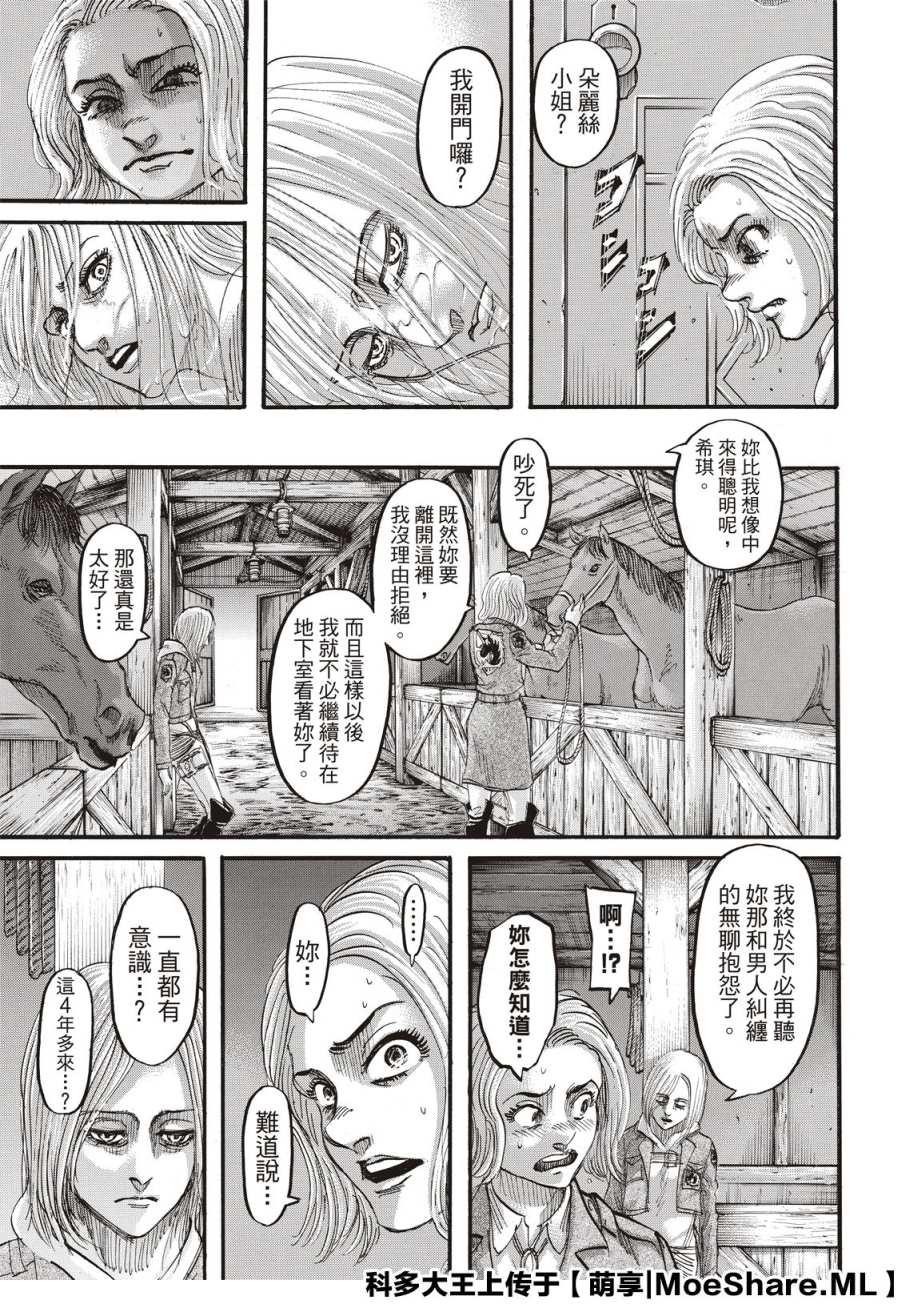 朵麗絲
小姐?
コン
コン
我開門囉?
妳比我想像中
來得聰明呢,
希琪。
吵死了。
既然妳要
離開這裡,
我沒理由拒絕。
而且這樣以後
我就不必繼續待在
地下室看著妳了。
那還真是
太好了…
我終於不必再聽
妳那和男人糾纏
的無聊抱怨了。
啊…!?
妳怎麼知道…
……
妳…
難道說…
一直都有
意識…?
這4年多來…?
科多大王上传于【萌享|MoeShare.ML】